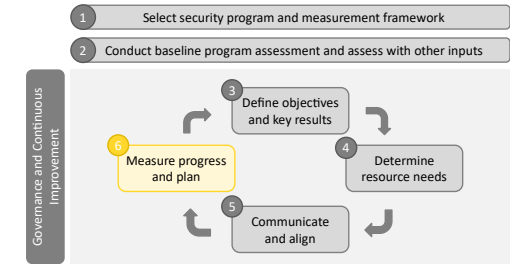 1
Select security program and measurement framework
2
Conduct baseline program assessment and assess with other inputs
Governance and Continuous
Improvement
3
Define objectives
and key results
4
Determine
resource needs
5
Communicate
and align
6
Measure progress
and plan